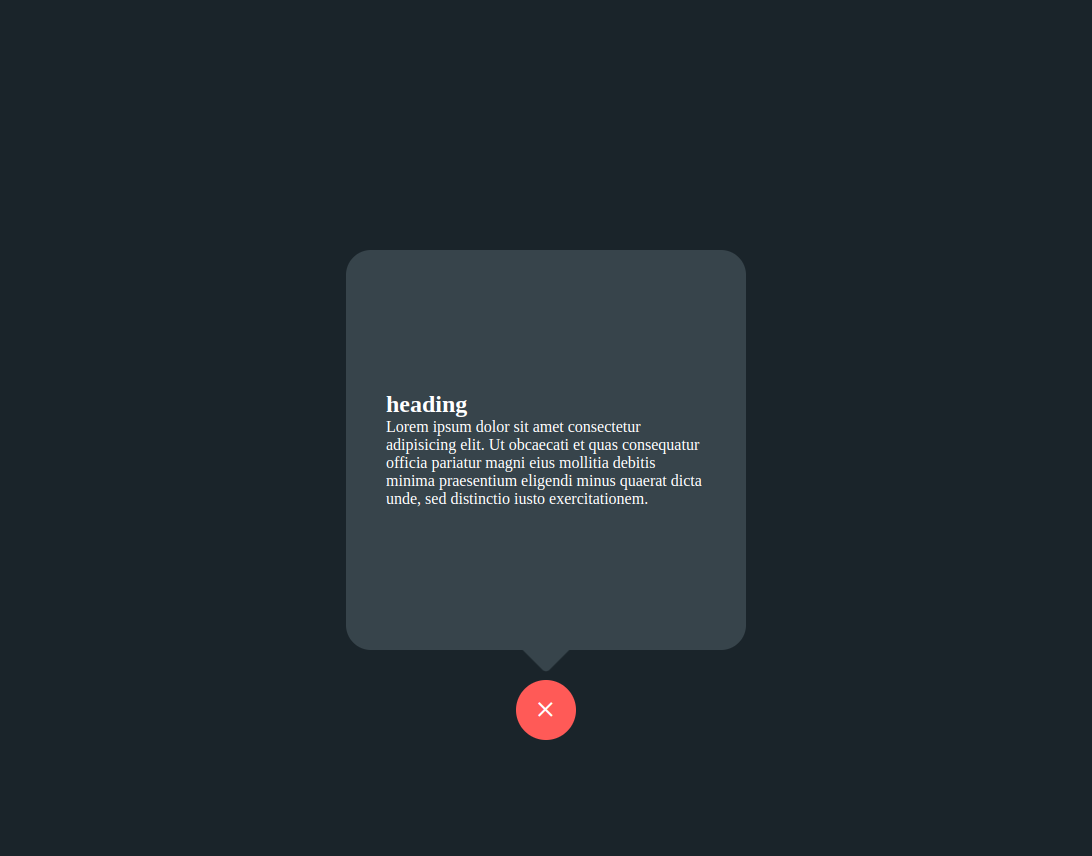 heading
Lorem ipsum dolor sit amet consectetur
adipisicing elit. Ut obcaecati et quas consequatur
officia pariatur magni eius mollitia debitis
minima praesentium eligendi minus quaerat dicta
unde, sed distinctio iusto exercitationem.